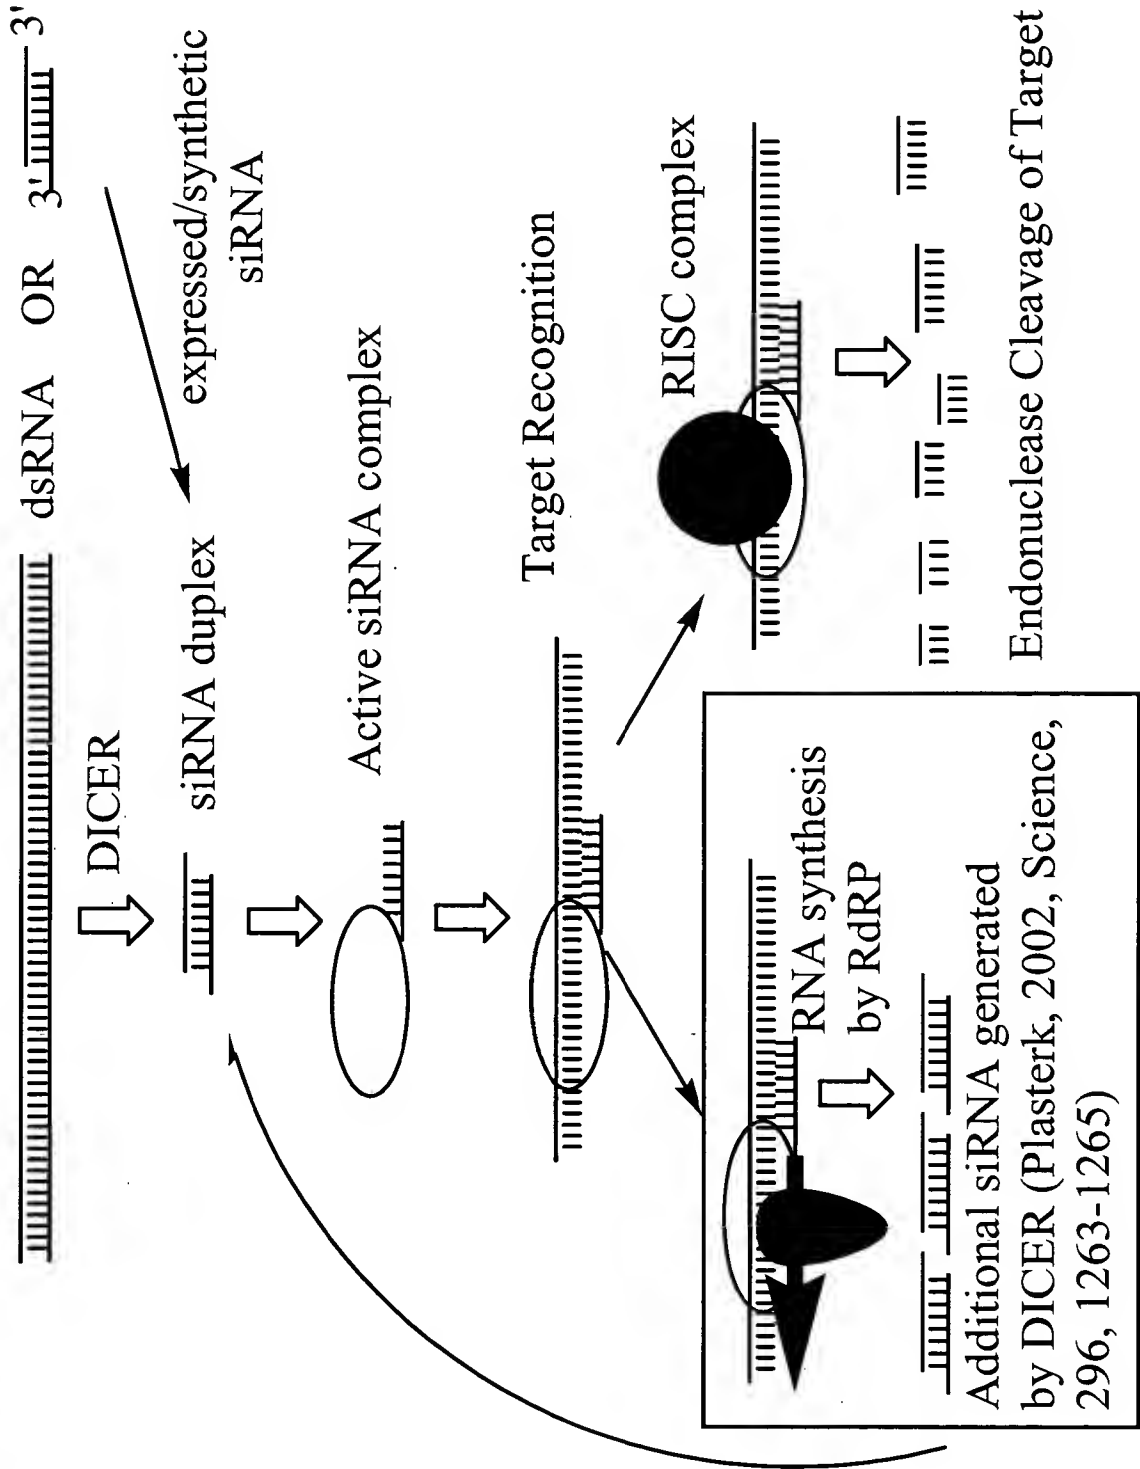 dsRNA OR 3' 3'
DICER
expressed/synthetic
siRNA
siRNA duplex
Active siRNA complex
Target Recognition
RISC complex
RNA synthesis
by RdRP
Additional siRNA generated
by DICER (Plasterk, 2002, Science,
296, 1263-1265)
Endonuclease Cleavage of Target